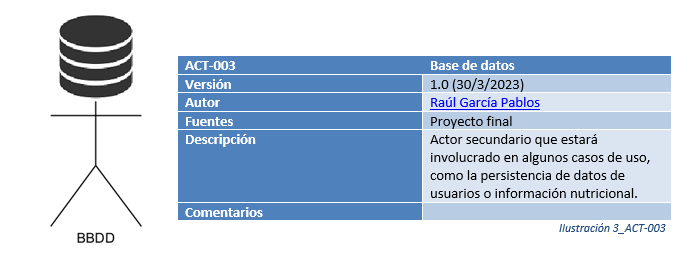 ACT-003 Base de datos
Versión 1.0 (30/3/2023)
Autor Raúl García Pablos
Fuentes Proyecto final
Descripción Actor secundario que estará
involucrado en algunos casos de uso,
como la persistencia de datos de
usuarios o información nutricional.
Comentarios
Ilustración 3_ACT-003
BBDD